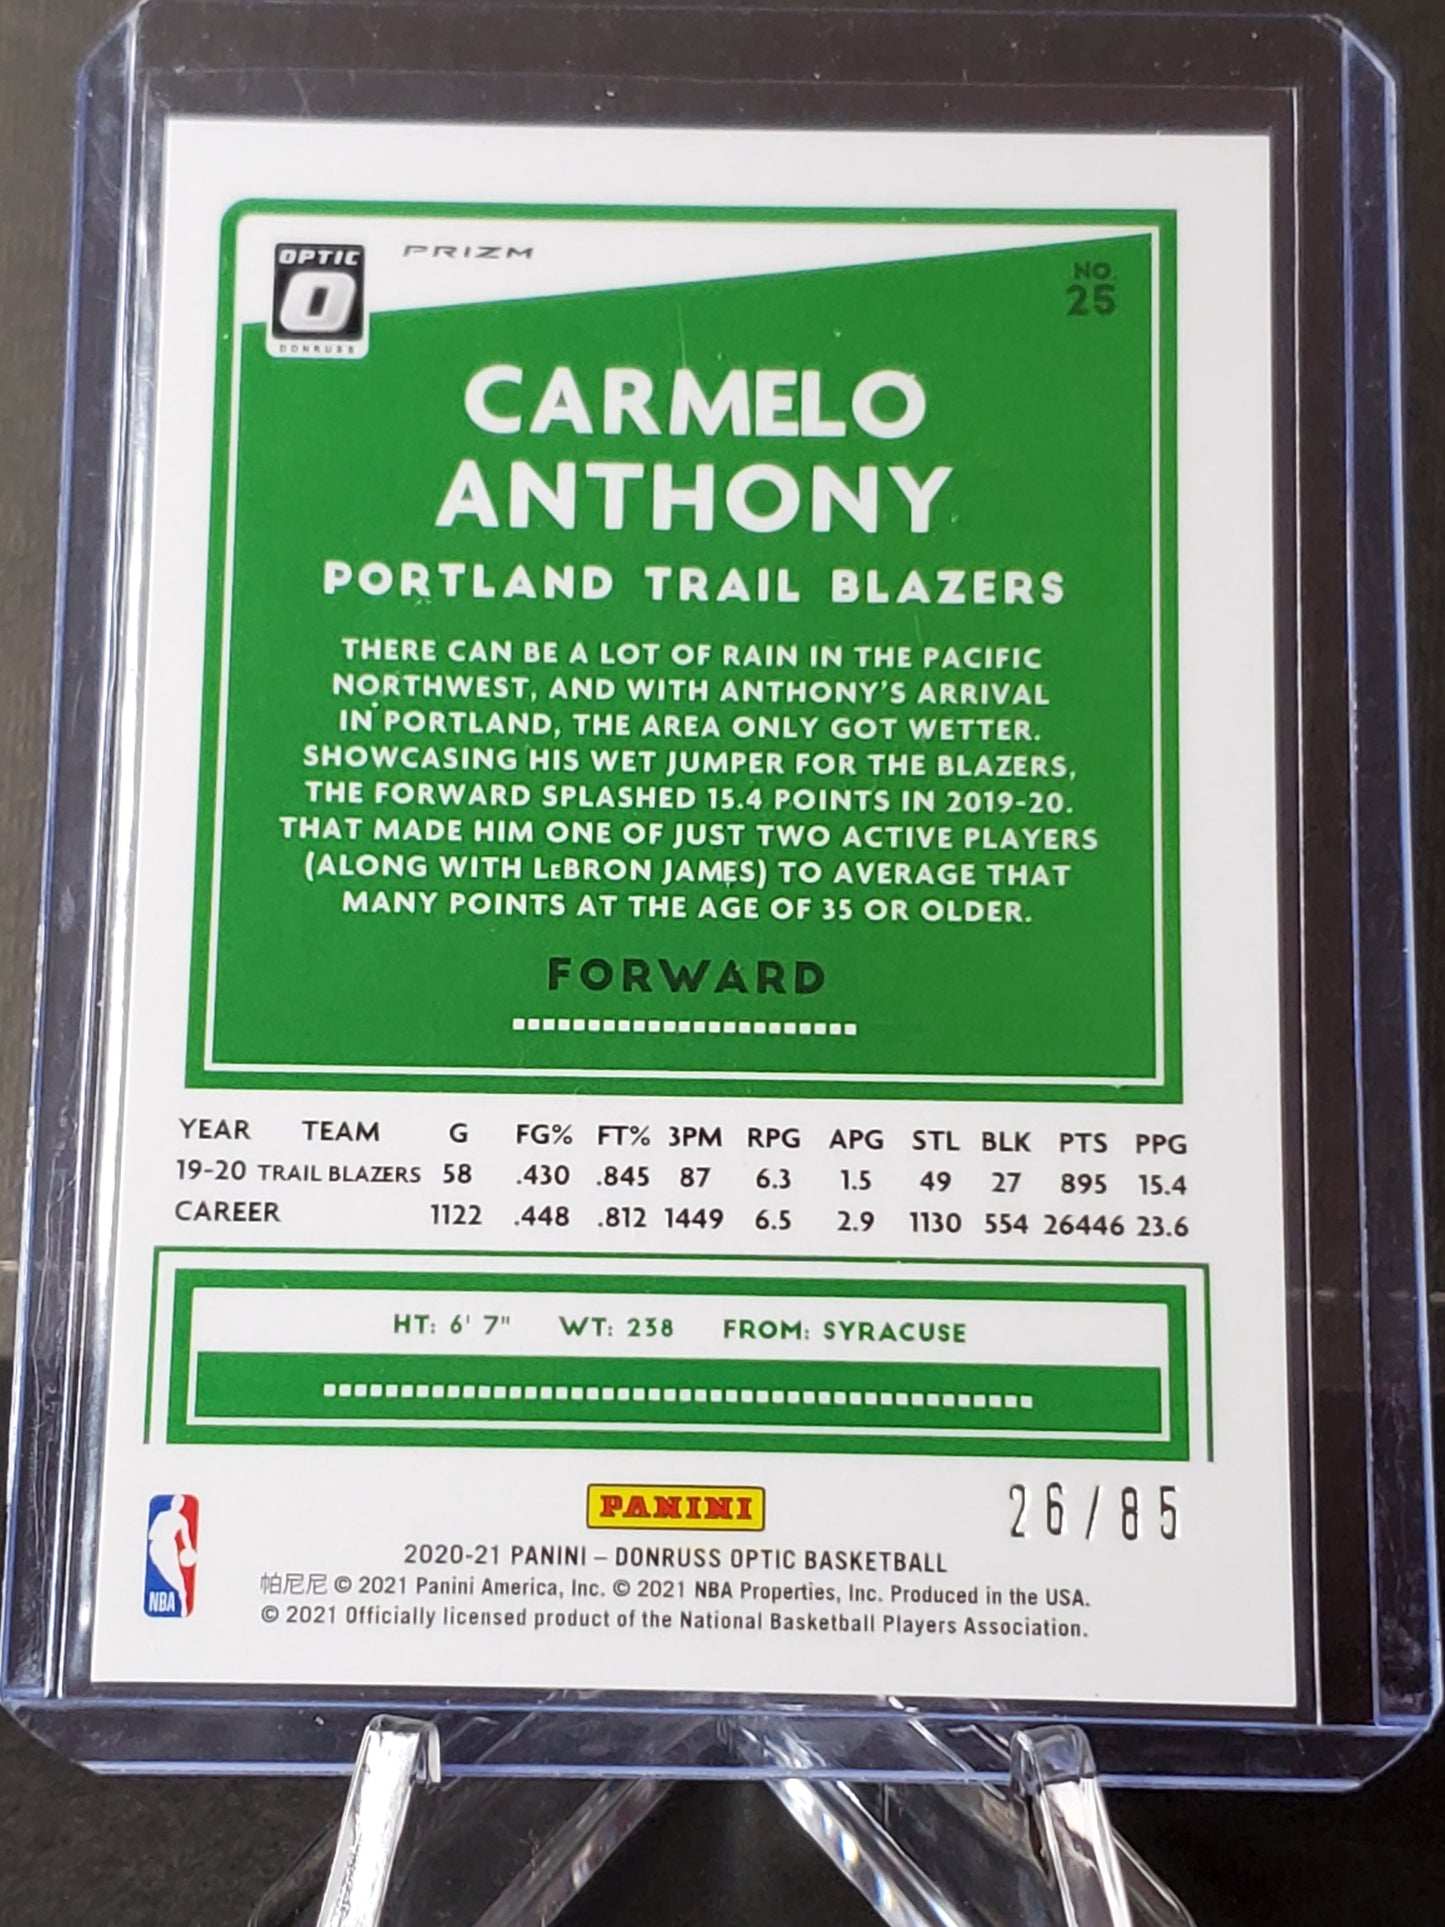 OPTIC
O
DONRUSS
PRIZM
NO.
25
CARMELO
ANTHONY
PORTLAND TRAIL BLAZERS
THERE CAN BE A LOT OF RAIN IN THE PACIFIC
NORTHWEST, AND WITH ANTHONY'S ARRIVAL
IN PORTLAND, THE AREA ONLY GOT WETTER.
SHOWCASING HIS WET JUMPER FOR THE BLAZERS,
THE FORWARD SPLASHED 15.4 POINTS IN 2019-20.
THAT MADE HIM ONE OF JUST TWO ACTIVE PLAYERS
(ALONG WITH LeBRON JAMES) TO AVERAGE THAT
MANY POINTS AT THE AGE OF 35 OR OLDER.
FORWARD
YEAR TEAM G FG% FT% 3PM RPG APG STL BLK PTS PPG
19-20 TRAIL BLAZERS 58 .430 .845 87 6.3 1.5 49 27 895 15.4
CAREER 1122 .448 .812 1449 6.5 2.9 1130 554 26446 23.6
HT: 6' 7" WT: 238 FROM: SYRACUSE
NBA
PANINI
26/85
2020-21 PANINI – DONRUSS OPTIC BASKETBALL
帕尼尼 © 2021 Panini America, Inc. © 2021 NBA Properties, Inc. Produced in the USA.
© 2021 Officially licensed product of the National Basketball Players Association.